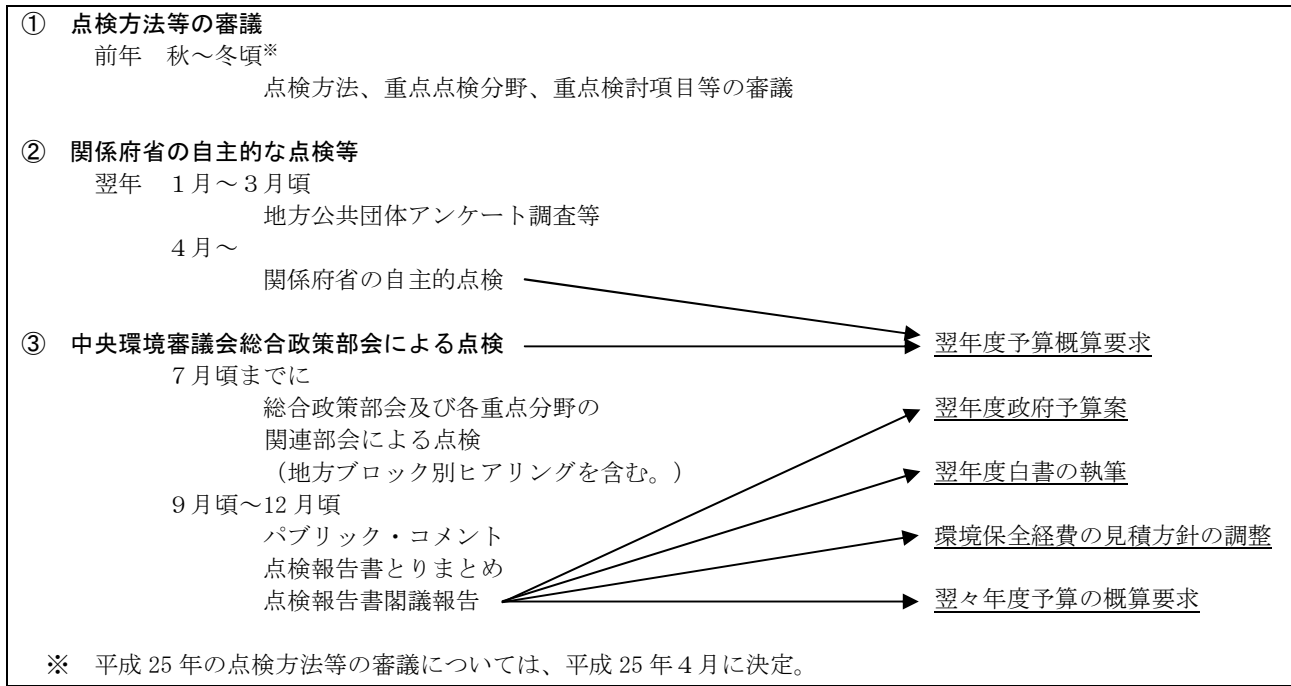 ① 点検方法等の審議
前年 秋～冬頃※
点検方法、重点点検分野、重点検討項目等の審議
② 関係府省の自主的な点検等
翌年 １月～３月頃
地方公共団体アンケート調査等
４月～
関係府省の自主的点検
③ 中央環境審議会総合政策部会による点検
翌年度予算概算要求
７月頃までに
総合政策部会及び各重点分野の
翌年度政府予算案
関連部会による点検
（地方ブロック別ヒアリングを含む。）
翌年度白書の執筆
９月頃～12 月頃
パブリック・コメント
環境保全経費の見積方針の調整
点検報告書とりまとめ
点検報告書閣議報告
翌々年度予算の概算要求
※ 平成 25 年の点検方法等の審議については、平成 25 年４月に決定。